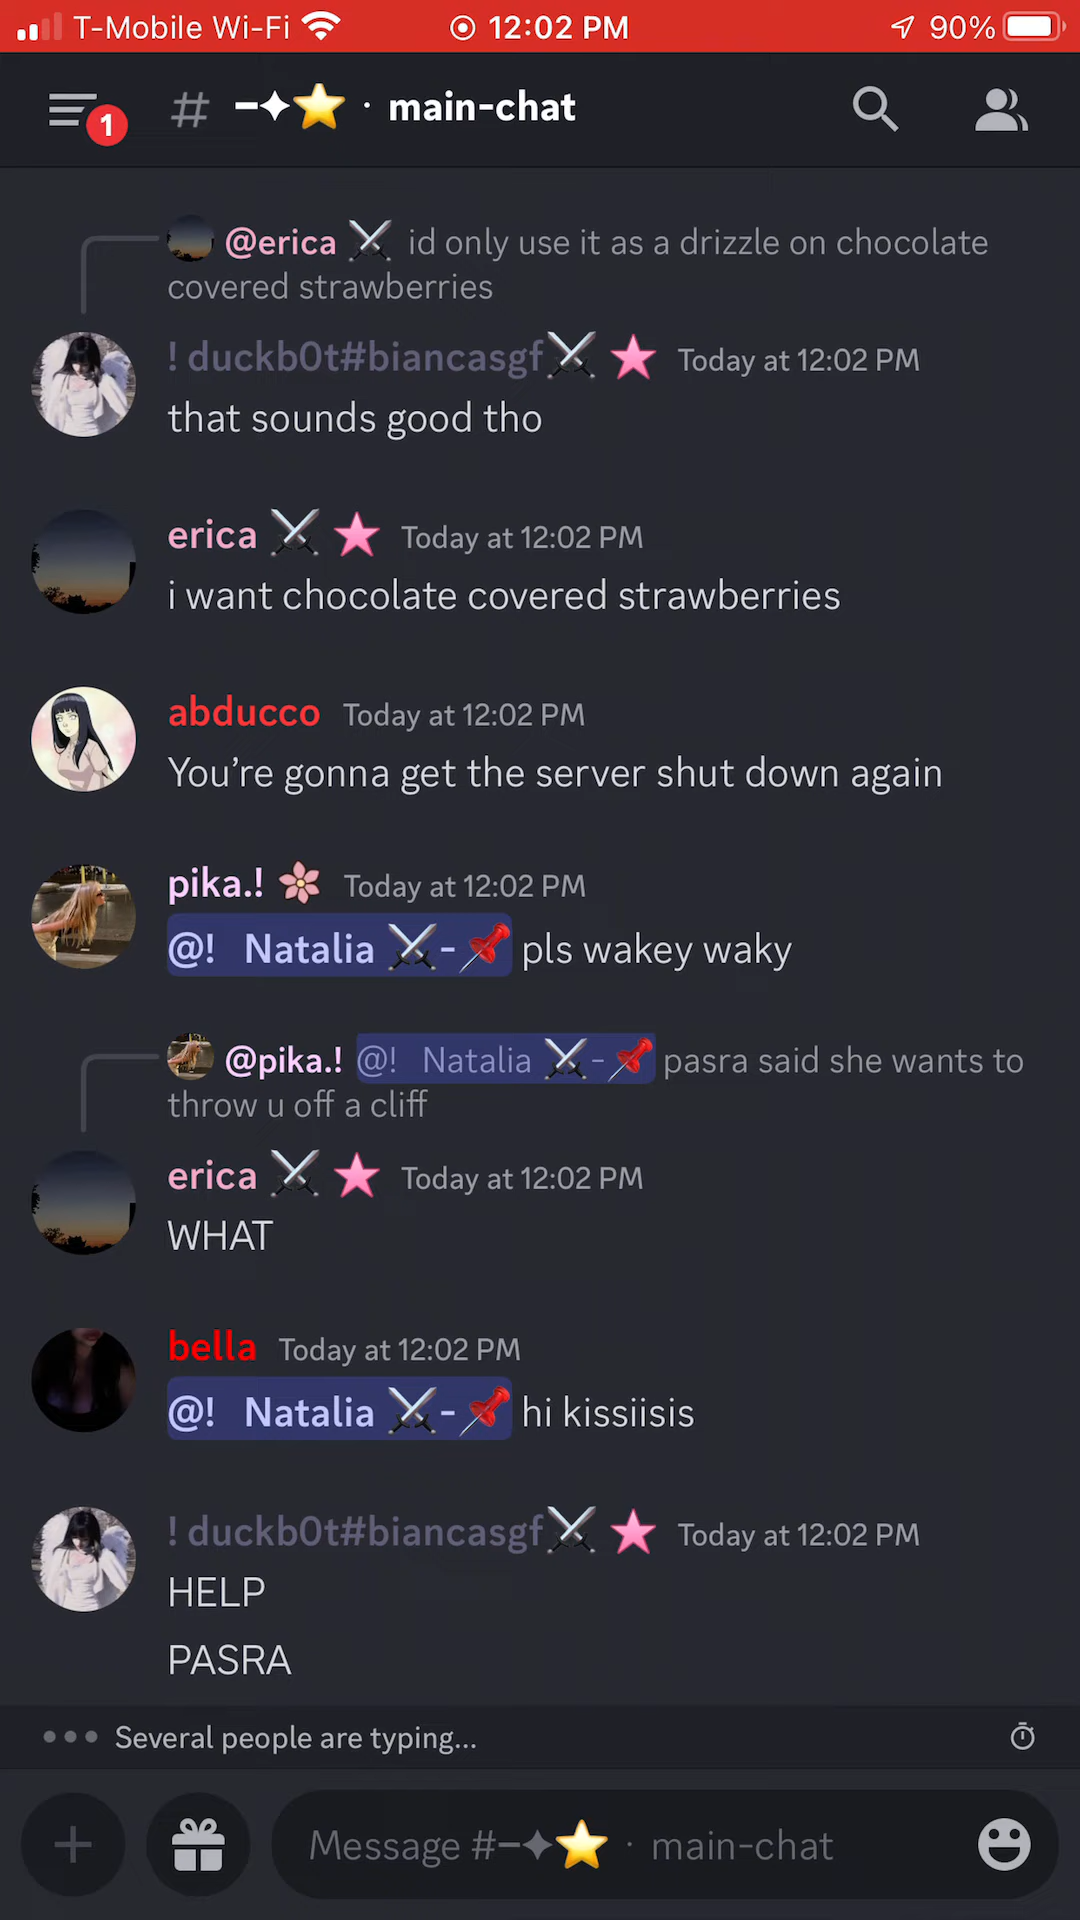 T-Mobile Wi-Fi 12:02 PM 90%
1 # –✦⭐ · main-chat
@erica ⚔ id only use it as a drizzle on chocolate
covered strawberries
! duckb0t#biancasgf⚔ ★ Today at 12:02 PM
that sounds good tho
erica ⚔ ★ Today at 12:02 PM
i want chocolate covered strawberries
abducco Today at 12:02 PM
You’re gonna get the server shut down again
pika.! 🌸 Today at 12:02 PM
@! Natalia ⚔-📌 pls wakey waky
@pika.! @! Natalia ⚔-📌 pasra said she wants to
throw u off a cliff
erica ⚔ ★ Today at 12:02 PM
WHAT
bella Today at 12:02 PM
@! Natalia ⚔-📌 hi kissiisis
! duckb0t#biancasgf⚔ ★ Today at 12:02 PM
HELP
PASRA
Several people are typing...
Message #–✦⭐ · main-chat